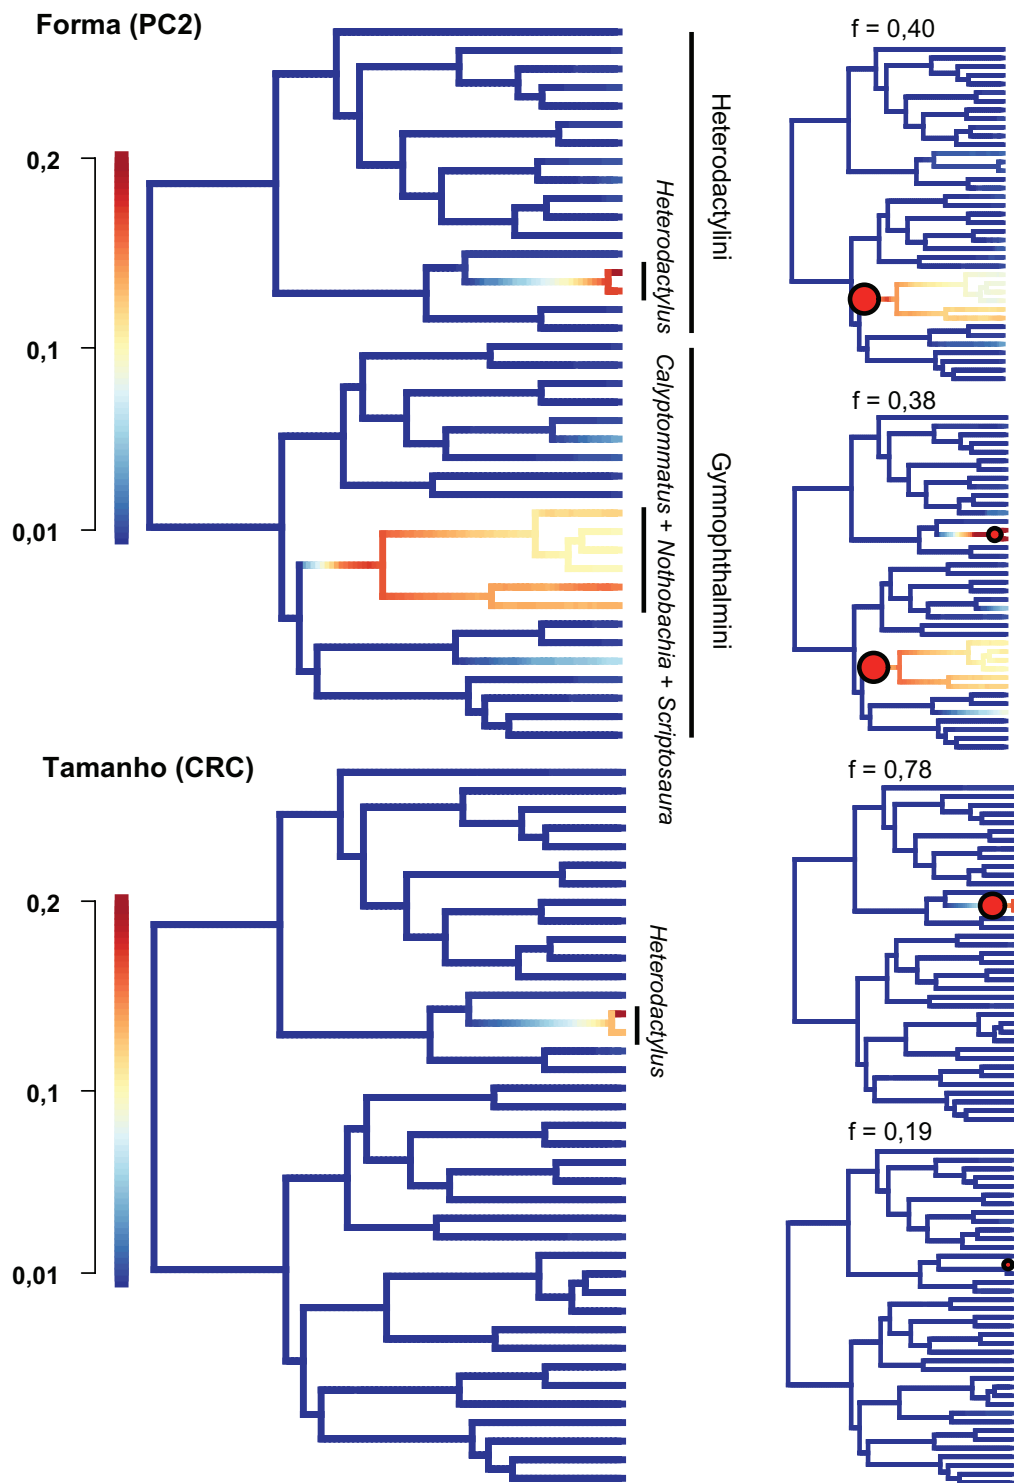 Forma (PC2)
0,2
0,1
0,01
Heterodactylus
Heterodactylini
Calyptommatus + Nothobachia + Scriptosaura
Gymnophthalmini
f = 0,40
f = 0,38
Tamanho (CRC)
0,2
0,1
0,01
Heterodactylus
f = 0,78
f = 0,19